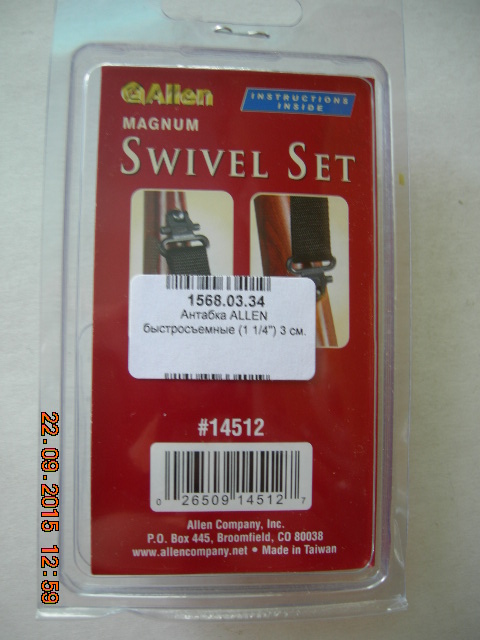 Allen
INSTRUCTIONS
INSIDE
MAGNUM
SWIVEL SET
1568.03.34
Антабка ALLEN
быстросъемные (1 1/4") 3 см.
#14512
0 26509 14512 7
Allen Company, Inc.
P.O. Box 445, Broomfield, CO 80038
www.allencompany.net • Made in Taiwan
22.09.2015 12:59